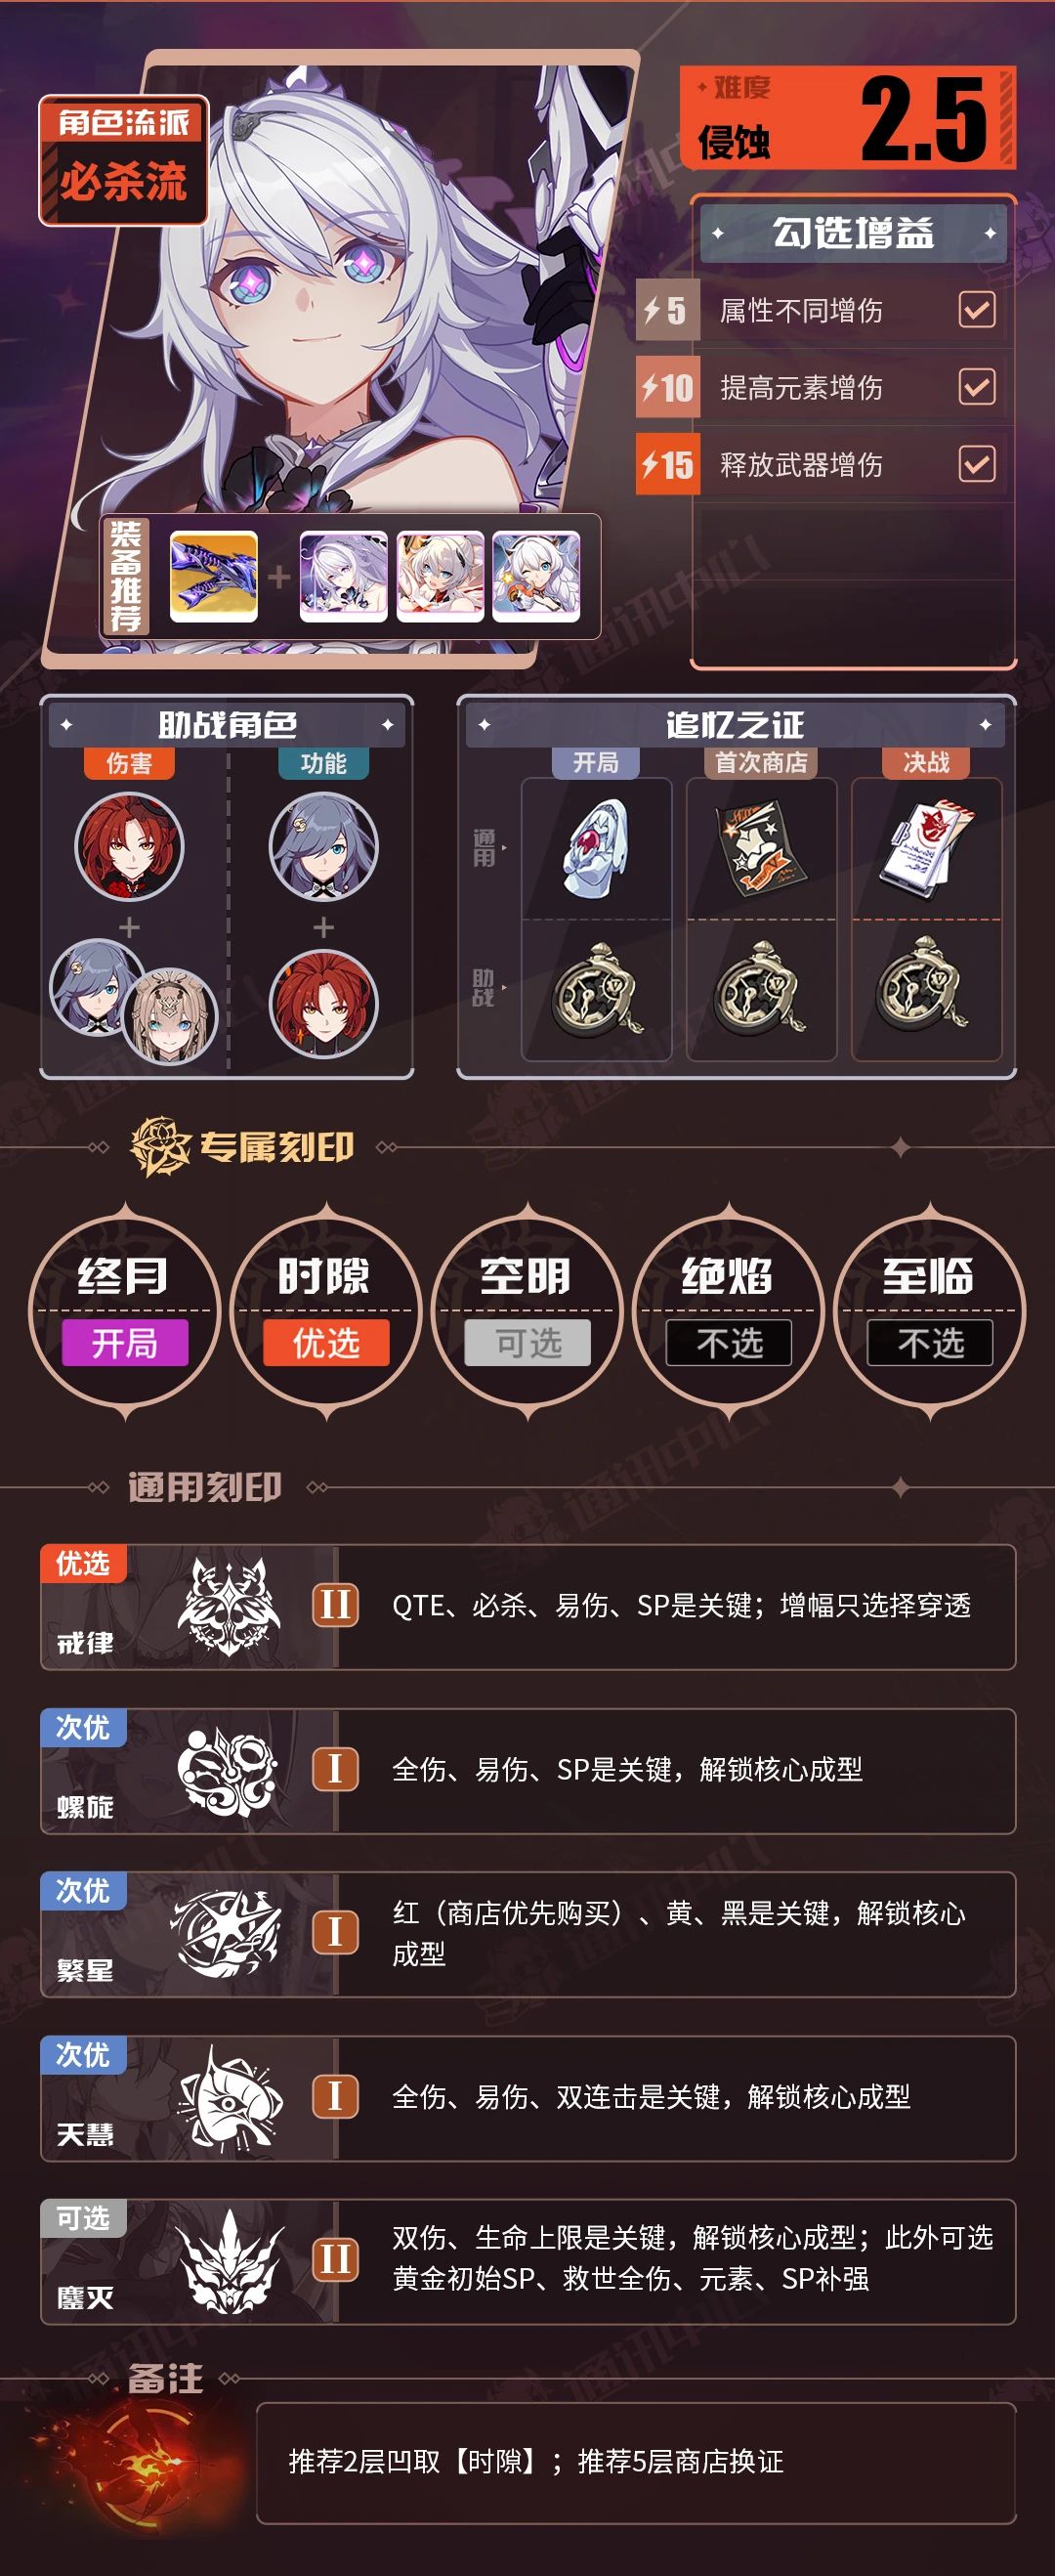 角色流派
必杀流
难度
侵蚀
2.5
勾选增益
5 属性不同增伤
10 提高元素增伤
15 释放武器增伤
装备推荐
助战角色
伤害
功能
追忆之证
开局
首次商店
决战
通用
助战
专属刻印
终月
开局
时隙
优选
空明
可选
绝焰
不选
至临
不选
通用刻印
优选
戒律
II
QTE、必杀、易伤、SP是关键；增幅只选择穿透
次优
螺旋
I
全伤、易伤、SP是关键，解锁核心成型
次优
繁星
I
红（商店优先购买）、黄、黑是关键，解锁核心
成型
次优
天慧
I
全伤、易伤、双连击是关键，解锁核心成型
可选
鏖灭
II
双伤、生命上限是关键，解锁核心成型；此外可选
黄金初始SP、救世全伤、元素、SP补强
备注
推荐2层凹取【时隙】；推荐5层商店换证
通讯中心